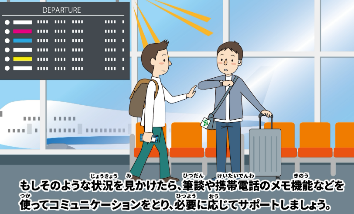 DEPARTURE
もしそのような状況を見かけたら、筆談や携帯電話のメモ機能などを
使ってコミュニケーションをとり、必要に応じてサポートしましょう。